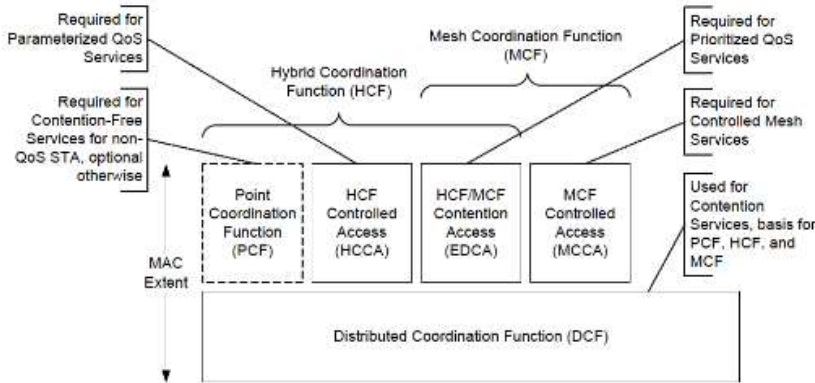 Required for
Parameterized QoS
Services
Mesh Coordination Function
(MCF)
Required for
Prioritized QoS
Services
Hybrid Coordination
Function (HCF)
Required for
Contention-Free
Services for non-
QoS STA, optional
otherwise
Required for
Controlled Mesh
Services
Point
Coordination
Function
(PCF)
HCF
Controlled
Access
(HCCA)
HCF/MCF
Contention
Access
(EDCA)
MCF
Controlled
Access
(MCCA)
Used for
Contention
Services, basis for
PCF, HCF, and
MCF
MAC
Extent
Distributed Coordination Function (DCF)